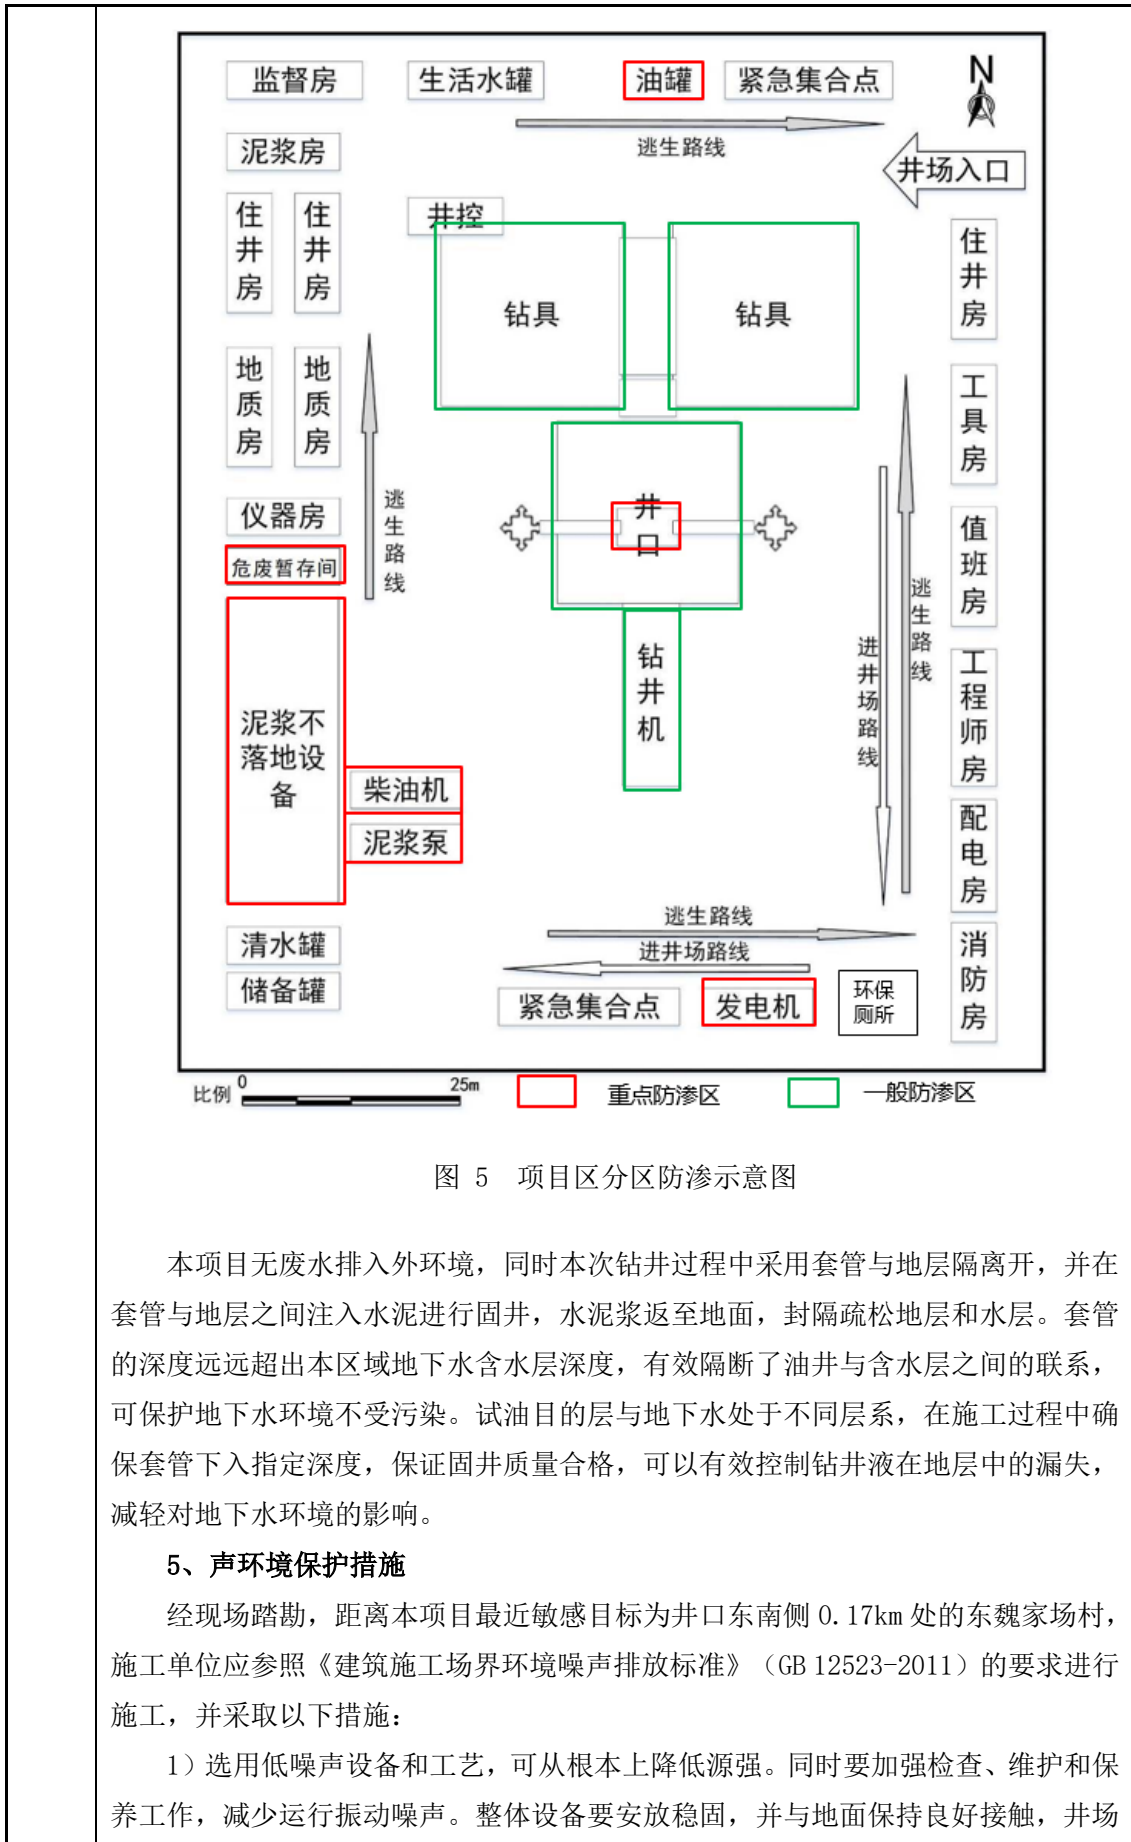 监督房
生活水罐
油罐
紧急集合点
N
逃生路线
泥浆房
井场入口
住井房
住井房
井控
住井房
钻具
钻具
地质房
地质房
工具房
逃生路线
仪器房
井口
值班房
危废暂存间
逃生路线
进井场路线
钻井机
工程师房
泥浆不
落地设
备
柴油机
泥浆泵
配电房
逃生路线
清水罐
进井场路线
消防房
储备罐
紧急集合点
发电机
环保
厕所
比例
0
25m
重点防渗区
一般防渗区
图 5 项目区分区防渗示意图
本项目无废水排入外环境，同时本次钻井过程中采用套管与地层隔离开，并在
套管与地层之间注入水泥进行固井，水泥浆返至地面，封隔疏松地层和水层。套管
的深度远远超出本区域地下水含水层深度，有效隔断了油井与含水层之间的联系，
可保护地下水环境不受污染。试油目的层与地下水处于不同层系，在施工过程中确
保套管下入指定深度，保证固井质量合格，可以有效控制钻井液在地层中的漏失，
减轻对地下水环境的影响。
5、声环境保护措施
经现场踏勘，距离本项目最近敏感目标为井口东南侧 0.17km 处的东魏家场村，
施工单位应参照《建筑施工场界环境噪声排放标准》（GB 12523-2011）的要求进行
施工，并采取以下措施：
1）选用低噪声设备和工艺，可从根本上降低源强。同时要加强检查、维护和保
养工作，减少运行振动噪声。整体设备要安放稳固，并与地面保持良好接触，井场